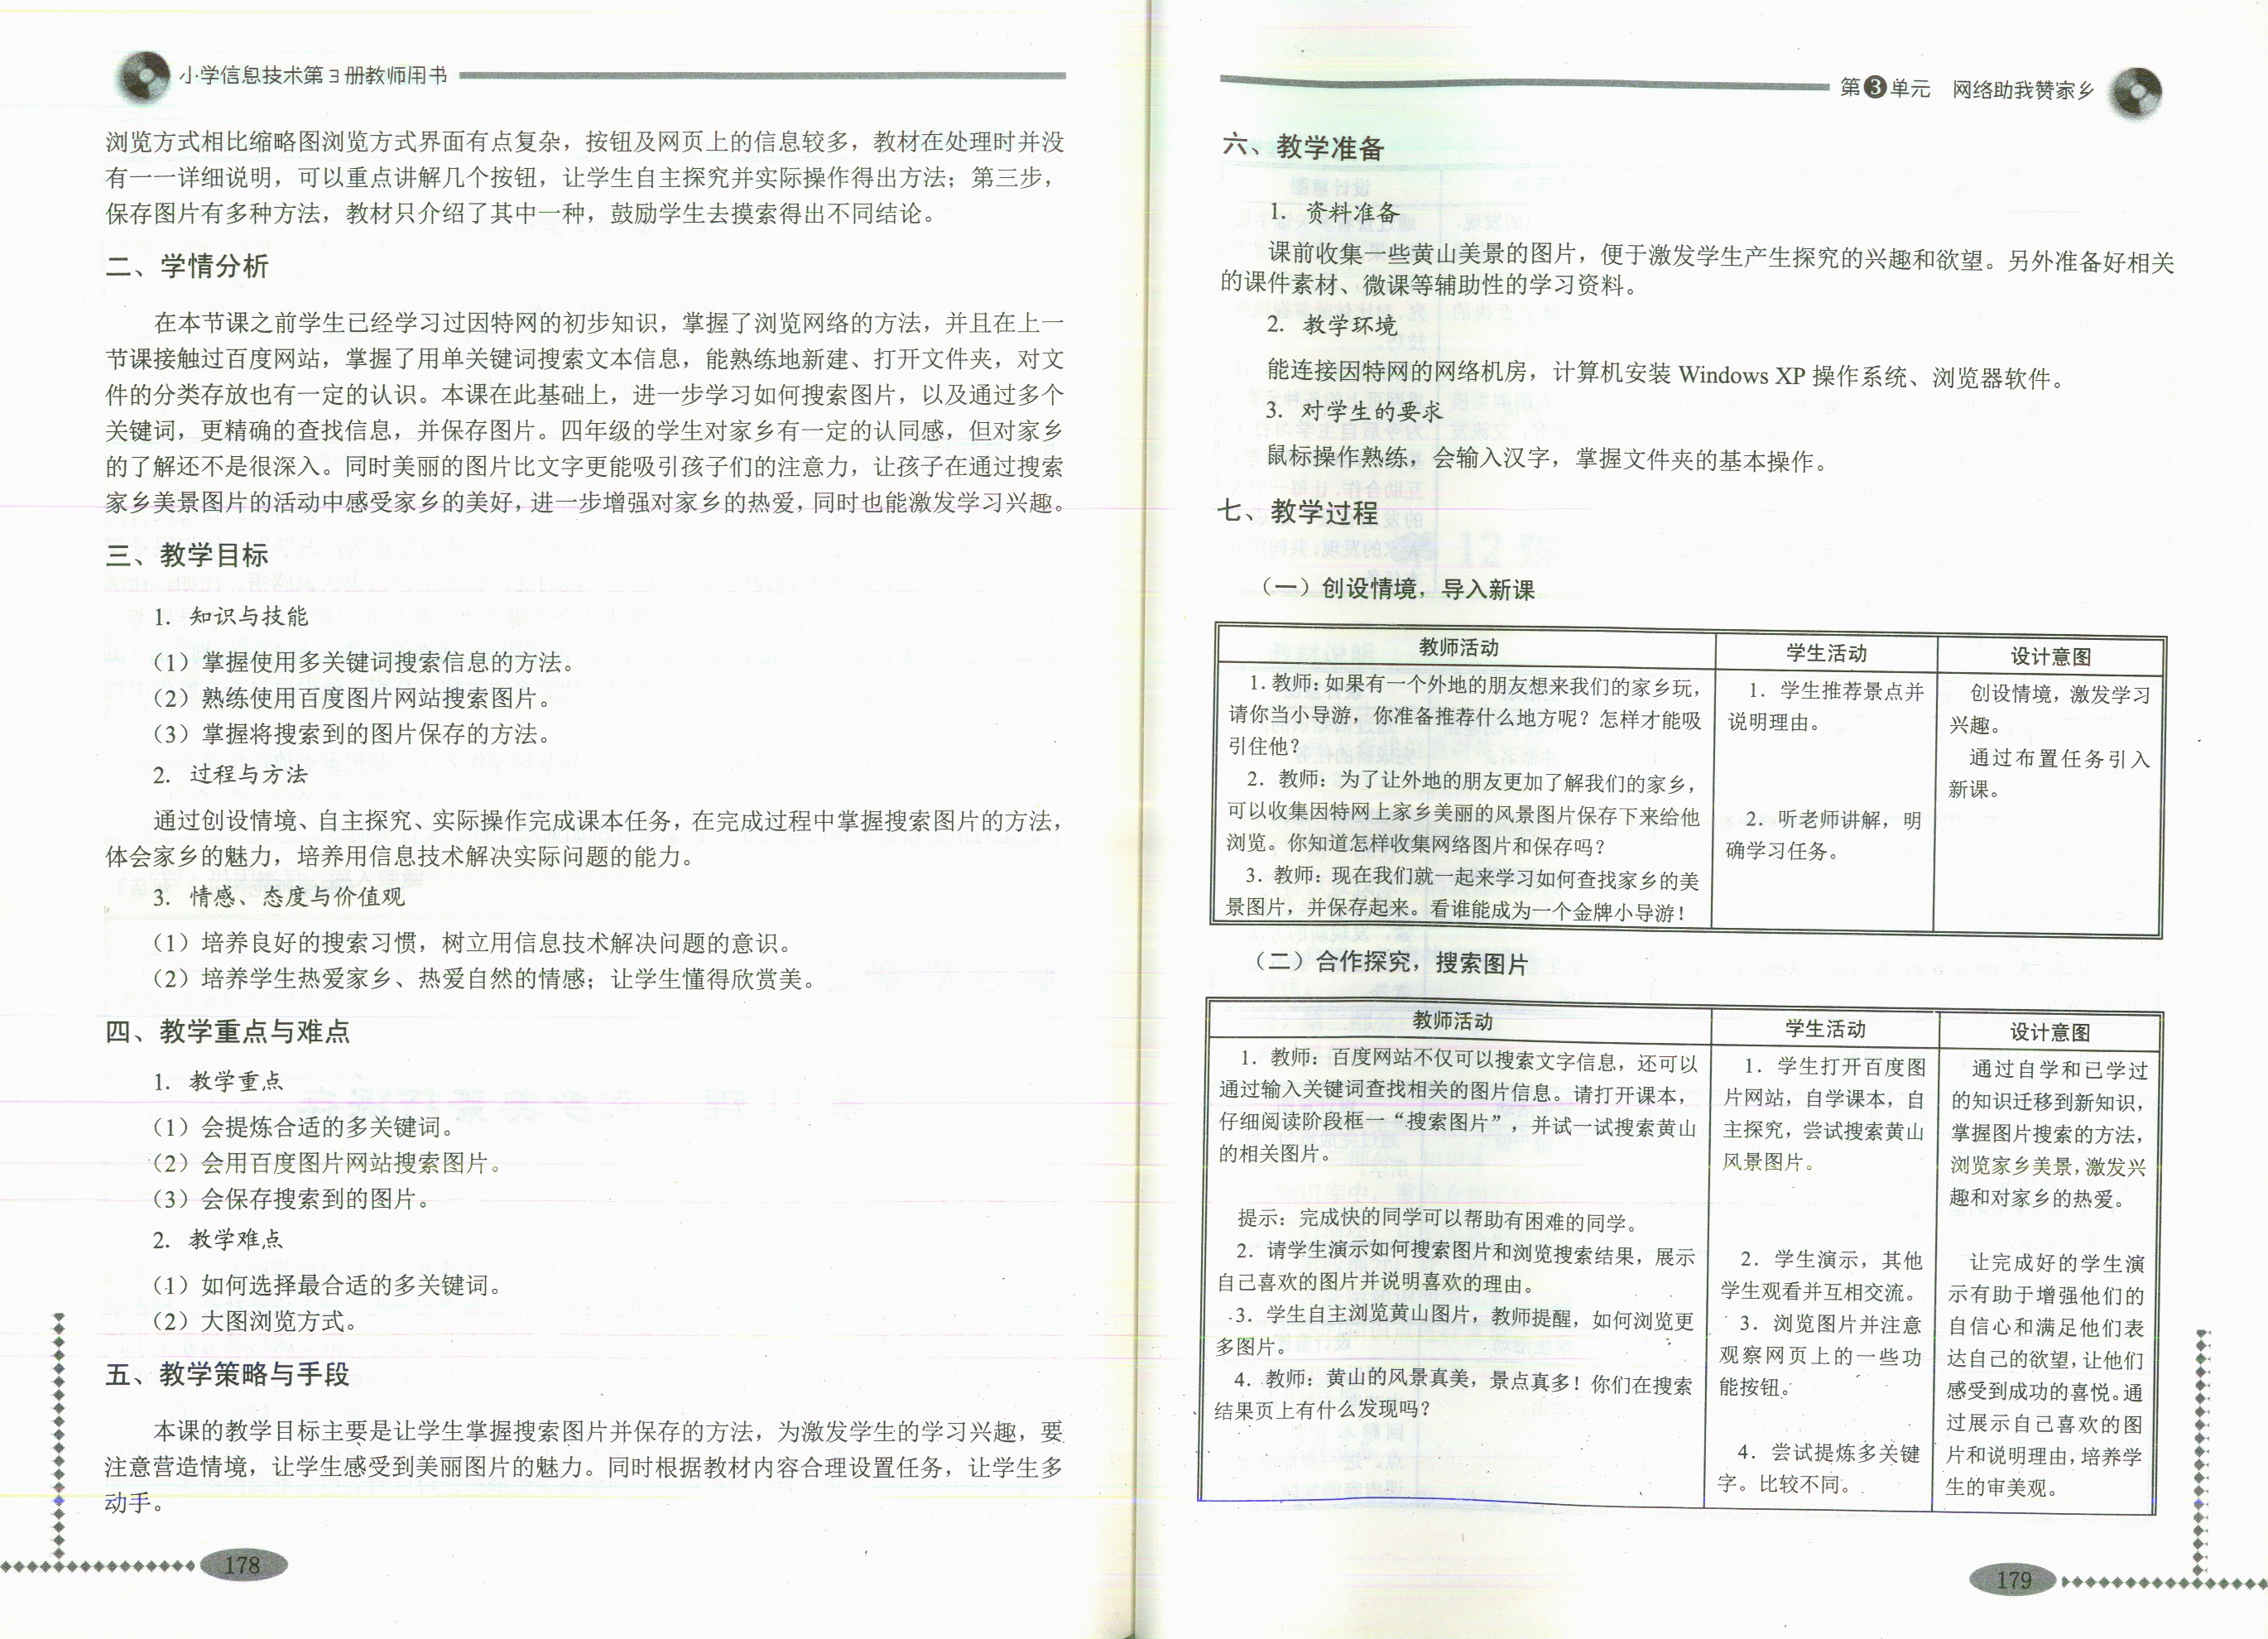 小学信息技术第3册教师用书
浏览方式相比缩略图浏览方式界面有点复杂，按钮及网页上的信息较多，教材在处理时并没
有一一详细说明，可以重点讲解几个按钮，让学生自主探究并实际操作得出方法；第三步，
保存图片有多种方法，教材只介绍了其中一种，鼓励学生去摸索得出不同结论。
二、学情分析
在本节课之前学生已经学习过因特网的初步知识，掌握了浏览网络的方法，并且在上一
节课接触过百度网站，掌握了用单关键词搜索文本信息，能熟练地新建、打开文件夹，对文
件的分类存放也有一定的认识。本课在此基础上，进一步学习如何搜索图片，以及通过多个
关键词，更精确的查找信息，并保存图片。四年级的学生对家乡有一定的认同感，但对家乡
的了解还不是很深入。同时美丽的图片比文字更能吸引孩子们的注意力，让孩子在通过搜索
家乡美景图片的活动中感受家乡的美好，进一步增强对家乡的热爱，同时也能激发学习兴趣。
三、教学目标
1. 知识与技能
（1）掌握使用多关键词搜索信息的方法。
（2）熟练使用百度图片网站搜索图片。
（3）掌握将搜索到的图片保存的方法。
2. 过程与方法
通过创设情境、自主探究、实际操作完成课本任务，在完成过程中掌握搜索图片的方法，
体会家乡的魅力，培养用信息技术解决实际问题的能力。
3. 情感、态度与价值观
（1）培养良好的搜索习惯，树立用信息技术解决问题的意识。
（2）培养学生热爱家乡、热爱自然的情感；让学生懂得欣赏美。
四、教学重点与难点
1. 教学重点
（1）会提炼合适的多关键词。
（2）会用百度图片网站搜索图片。
（3）会保存搜索到的图片。
2. 教学难点
（1）如何选择最合适的多关键词。
（2）大图浏览方式。
五、教学策略与手段
本课的教学目标主要是让学生掌握搜索图片并保存的方法，为激发学生的学习兴趣，要
注意营造情境，让学生感受到美丽图片的魅力。同时根据教材内容合理设置任务，让学生多
动手。
178
第3单元 网络助我赞家乡
六、教学准备
1. 资料准备
课前收集一些黄山美景的图片，便于激发学生产生探究的兴趣和欲望。另外准备好相关
的课件素材、微课等辅助性的学习资料。
2. 教学环境
能连接因特网的网络机房，计算机安装 Windows XP 操作系统、浏览器软件。
3. 对学生的要求
鼠标操作熟练，会输入汉字，掌握文件夹的基本操作。
七、教学过程
（一）创设情境，导入新课
教师活动
1. 教师：如果有一个外地的朋友想来我们的家乡玩，
请你当小导游，你准备推荐什么地方呢？怎样才能吸
引住他？
2. 教师：为了让外地的朋友更加了解我们的家乡，
可以收集因特网上家乡美丽的风景图片保存下来给他
浏览。你知道怎样收集网络图片和保存吗？
3. 教师：现在我们就一起来学习如何查找家乡的美
景图片，并保存起来。看谁能成为一个金牌小导游！
学生活动
1. 学生推荐景点并
说明理由。
2. 听老师讲解，明
确学习任务。
设计意图
创设情境，激发学习
兴趣。
通过布置任务引入
新课。
（二）合作探究，搜索图片
教师活动
1. 教师：百度网站不仅可以搜索文字信息，还可以
通过输入关键词查找相关的图片信息。请打开课本，
仔细阅读阶段框一“搜索图片”，并试一试搜索黄山
的相关图片。
提示：完成快的同学可以帮助有困难的同学。
2. 请学生演示如何搜索图片和浏览搜索结果，展示
自己喜欢的图片并说明喜欢的理由。
3. 学生自主浏览黄山图片，教师提醒，如何浏览更
多图片。
4. 教师：黄山的风景真美，景点真多！你们在搜索
结果页上有什么发现吗？
学生活动
1. 学生打开百度图
片网站，自学课本，自
主探究，尝试搜索黄山
风景图片。
2. 学生演示，其他
学生观看并互相交流。
3. 浏览图片并注意
观察网页上的一些功
能按钮。
4. 尝试提炼多关键
字。比较不同。
设计意图
通过自学和已学过
的知识迁移到新知识，
掌握图片搜索的方法，
浏览家乡美景，激发兴
趣和对家乡的热爱。
让完成好的学生演
示有助于增强他们的
自信心和满足他们表
达自己的欲望，让他们
感受到成功的喜悦。通
过展示自己喜欢的图
片和说明理由，培养学
生的审美观。
179